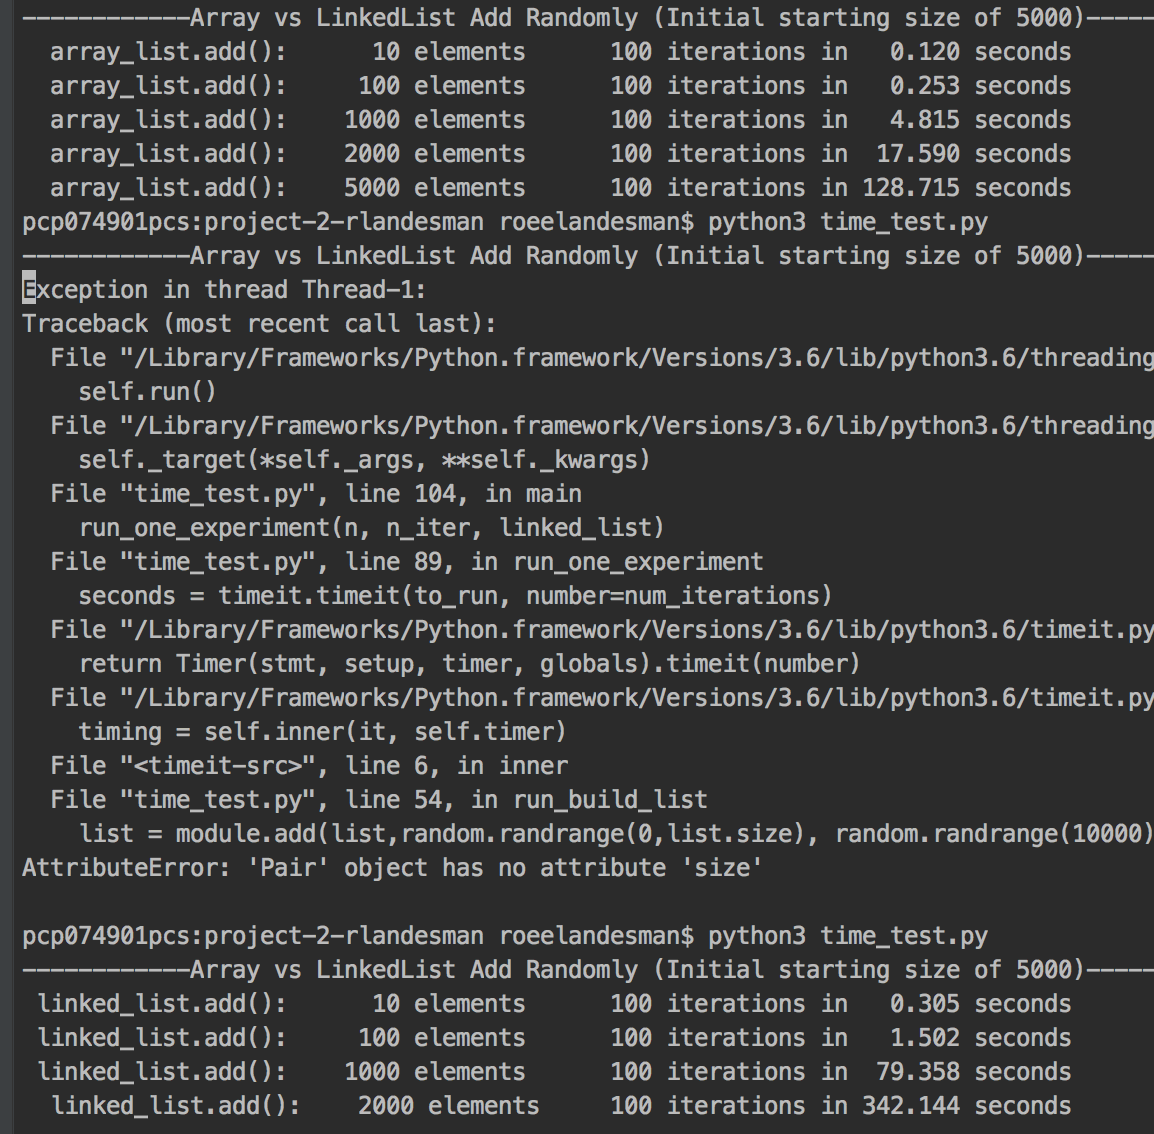 ------------Array vs LinkedList Add Randomly (Initial starting size of 5000)-----
array_list.add(): 10 elements 100 iterations in 0.120 seconds
array_list.add(): 100 elements 100 iterations in 0.253 seconds
array_list.add(): 1000 elements 100 iterations in 4.815 seconds
array_list.add(): 2000 elements 100 iterations in 17.590 seconds
array_list.add(): 5000 elements 100 iterations in 128.715 seconds
pcp074901pcs:project-2-rlandesman roeelandesman$ python3 time_test.py
------------Array vs LinkedList Add Randomly (Initial starting size of 5000)-----
Exception in thread Thread-1:
Traceback (most recent call last):
File "/Library/Frameworks/Python.framework/Versions/3.6/lib/python3.6/threading
self.run()
File "/Library/Frameworks/Python.framework/Versions/3.6/lib/python3.6/threading
self._target(*self._args, **self._kwargs)
File "time_test.py", line 104, in main
run_one_experiment(n, n_iter, linked_list)
File "time_test.py", line 89, in run_one_experiment
seconds = timeit.timeit(to_run, number=num_iterations)
File "/Library/Frameworks/Python.framework/Versions/3.6/lib/python3.6/timeit.py
return Timer(stmt, setup, timer, globals).timeit(number)
File "/Library/Frameworks/Python.framework/Versions/3.6/lib/python3.6/timeit.py
timing = self.inner(it, self.timer)
File "<timeit-src>", line 6, in inner
File "time_test.py", line 54, in run_build_list
list = module.add(list,random.randrange(0,list.size), random.randrange(10000)
AttributeError: 'Pair' object has no attribute 'size'
pcp074901pcs:project-2-rlandesman roeelandesman$ python3 time_test.py
------------Array vs LinkedList Add Randomly (Initial starting size of 5000)-----
linked_list.add(): 10 elements 100 iterations in 0.305 seconds
linked_list.add(): 100 elements 100 iterations in 1.502 seconds
linked_list.add(): 1000 elements 100 iterations in 79.358 seconds
linked_list.add(): 2000 elements 100 iterations in 342.144 seconds